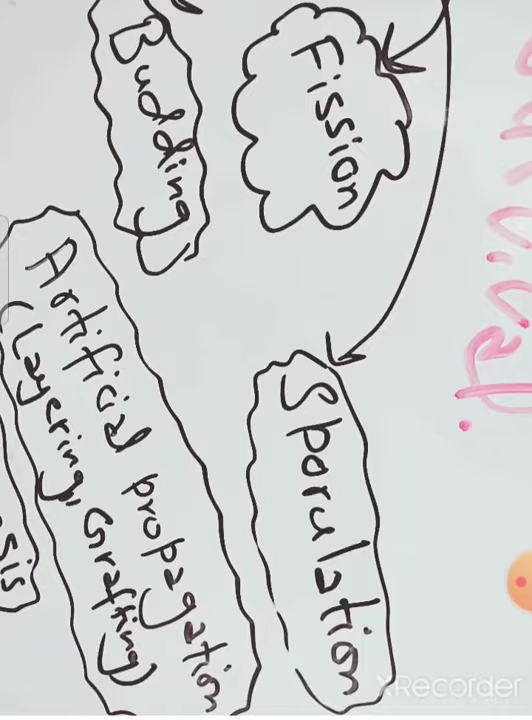 Fission
Sporulation
Budding
Artificial propagation
(Layering, Grafting)
XRecorder